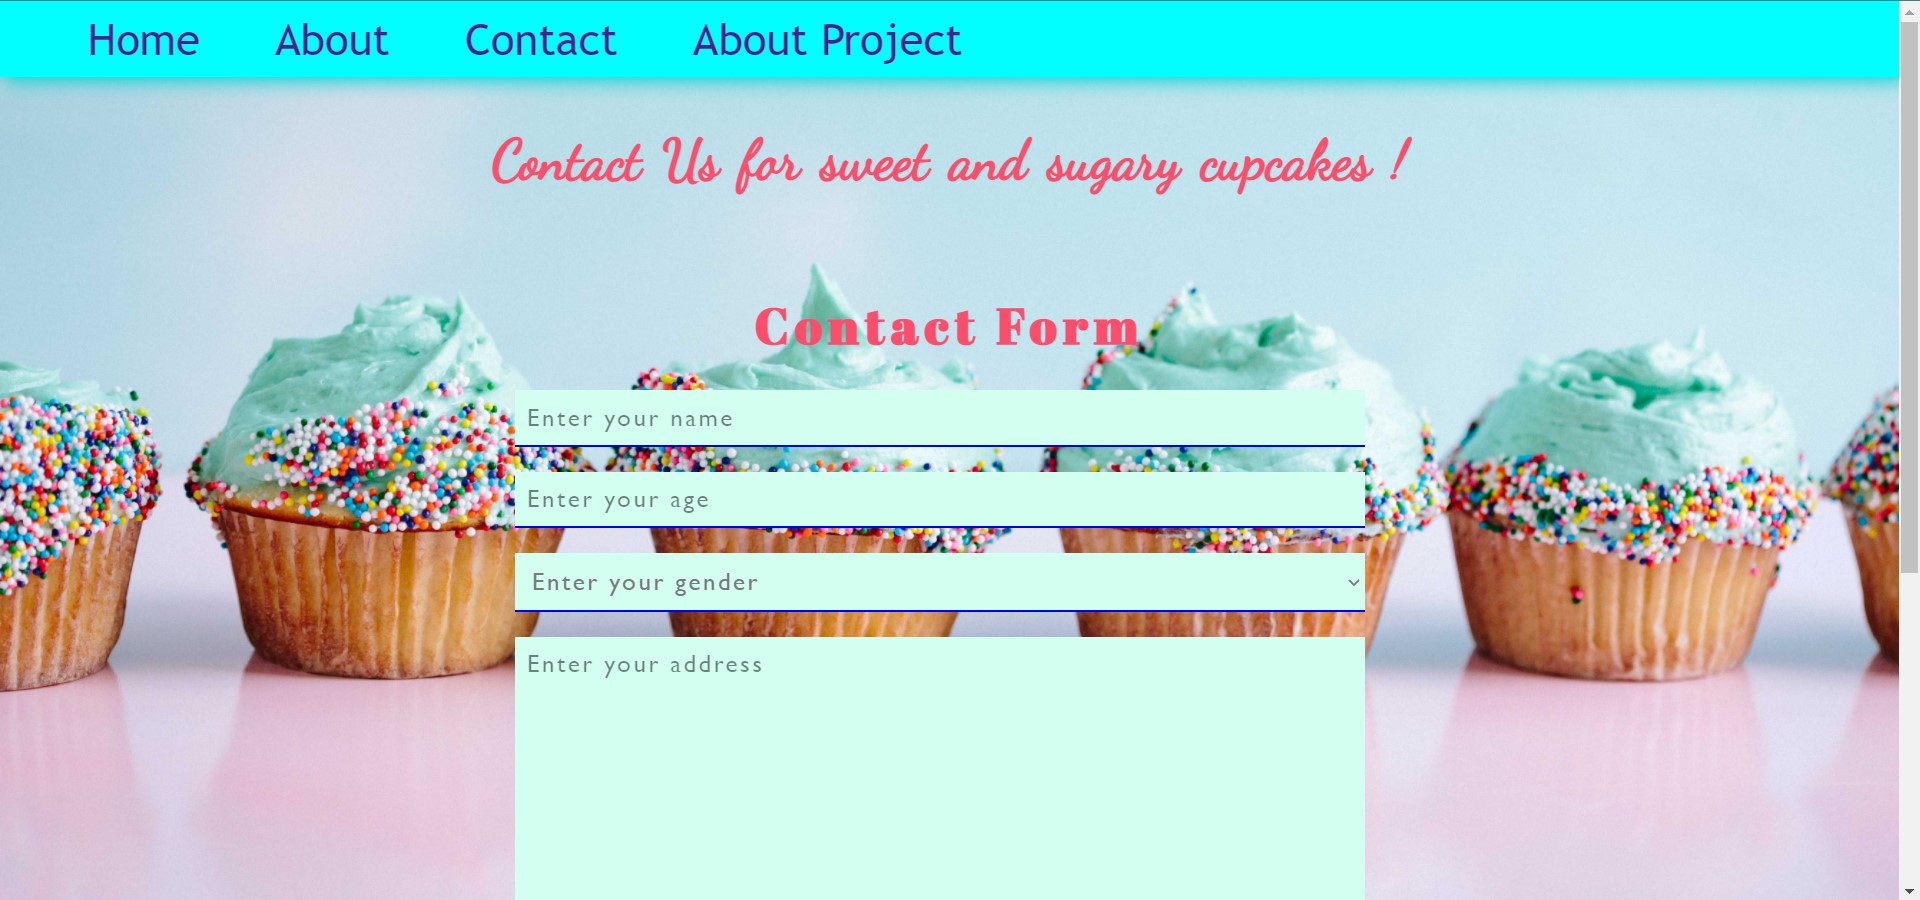 Home About Contact About Project
Contact Us for sweet and sugary cupcakes !
Contact Form
Enter your name
Enter your age
Enter your gender
Enter your address